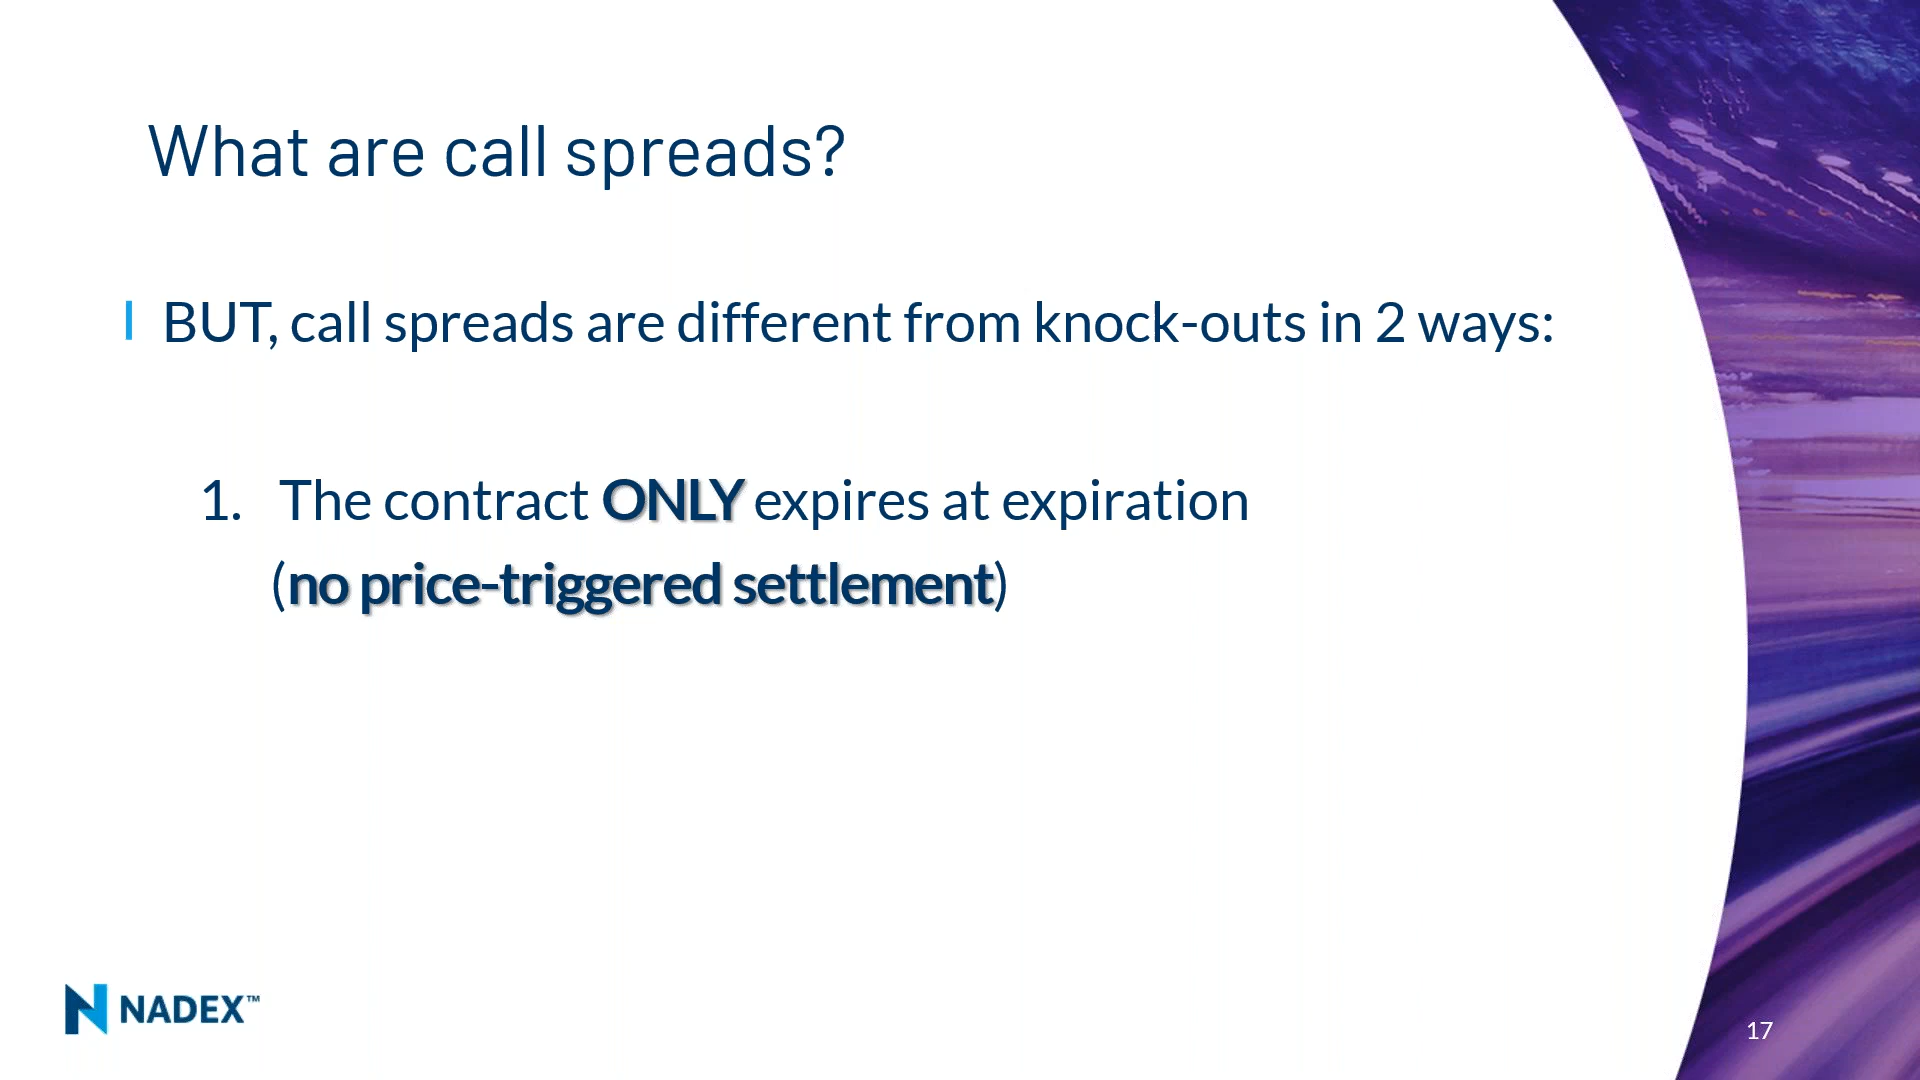 What are call spreads?
BUT, call spreads are different from knock-outs in 2 ways:
1. The contract ONLY expires at expiration
(no price-triggered settlement)
NADEX™
17